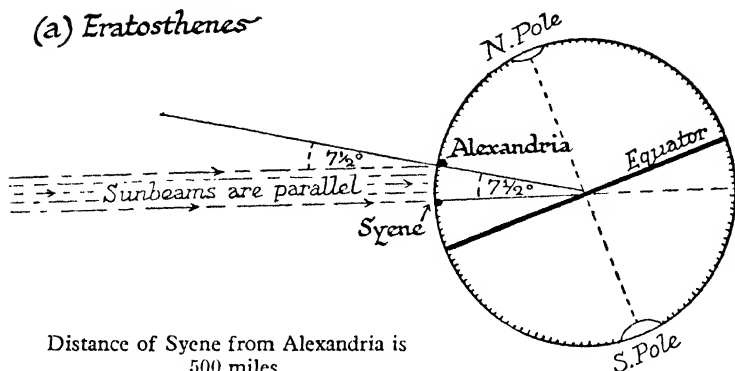 (a) Eratosthenes
N. Pole
Alexandria
Equator
7½°
7½°
Sunbeams are parallel
Syene
Distance of Syene from Alexandria is
500 miles
S. Pole